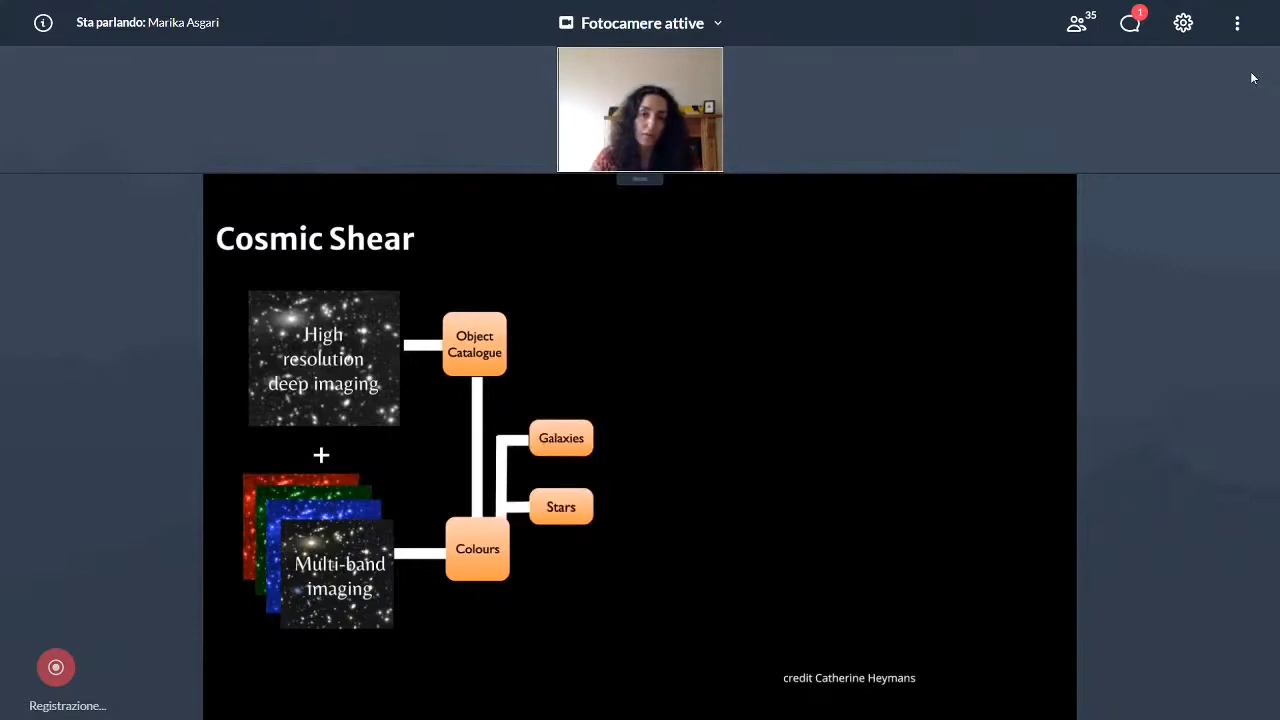 Sta parlando: Marika Asgari
Fotocamere attive
35
1
Cosmic Shear
High
resolution
deep imaging
Object
Catalogue
+
Galaxies
Stars
Colours
Multi-band
imaging
credit Catherine Heymans
Registrazione...